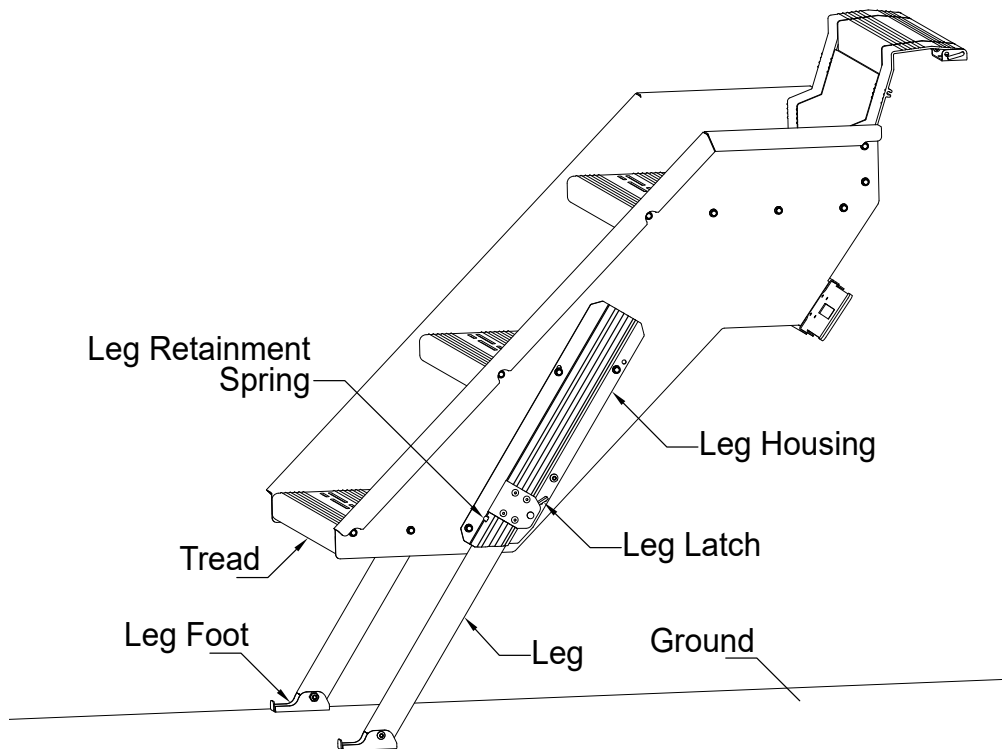 Leg Retainment
Spring
Leg Housing
Leg Latch
Tread
Leg Foot
Leg
Ground